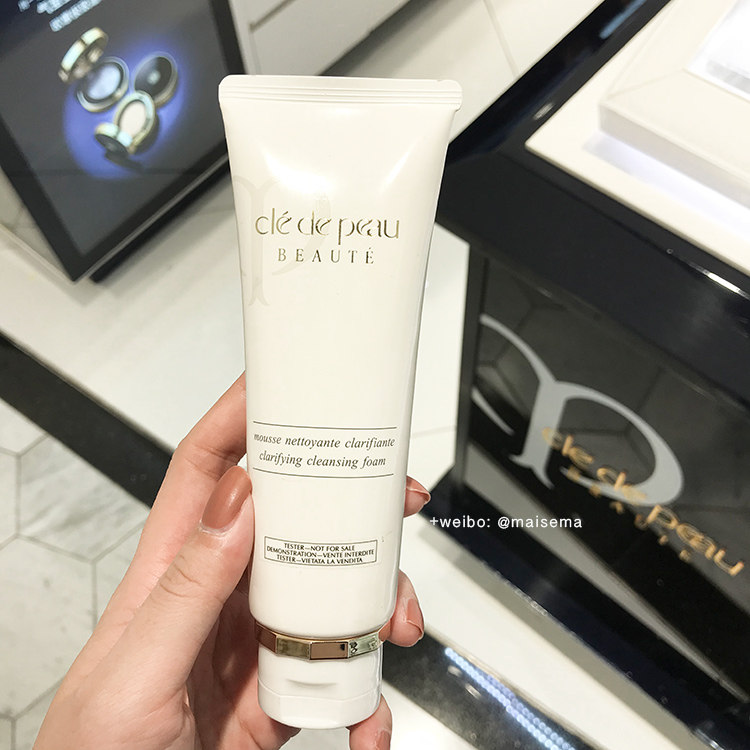 clé de peau
BEAUTÉ
mousse nettoyante clarifiante
clarifying cleansing foam
TESTER—NOT FOR SALE
DEMONSTRATION—VENTE INTERDITE
TESTER—VIETATA LA VENDITA
+weibo: @maisema
clé de peau
BEAUTÉ